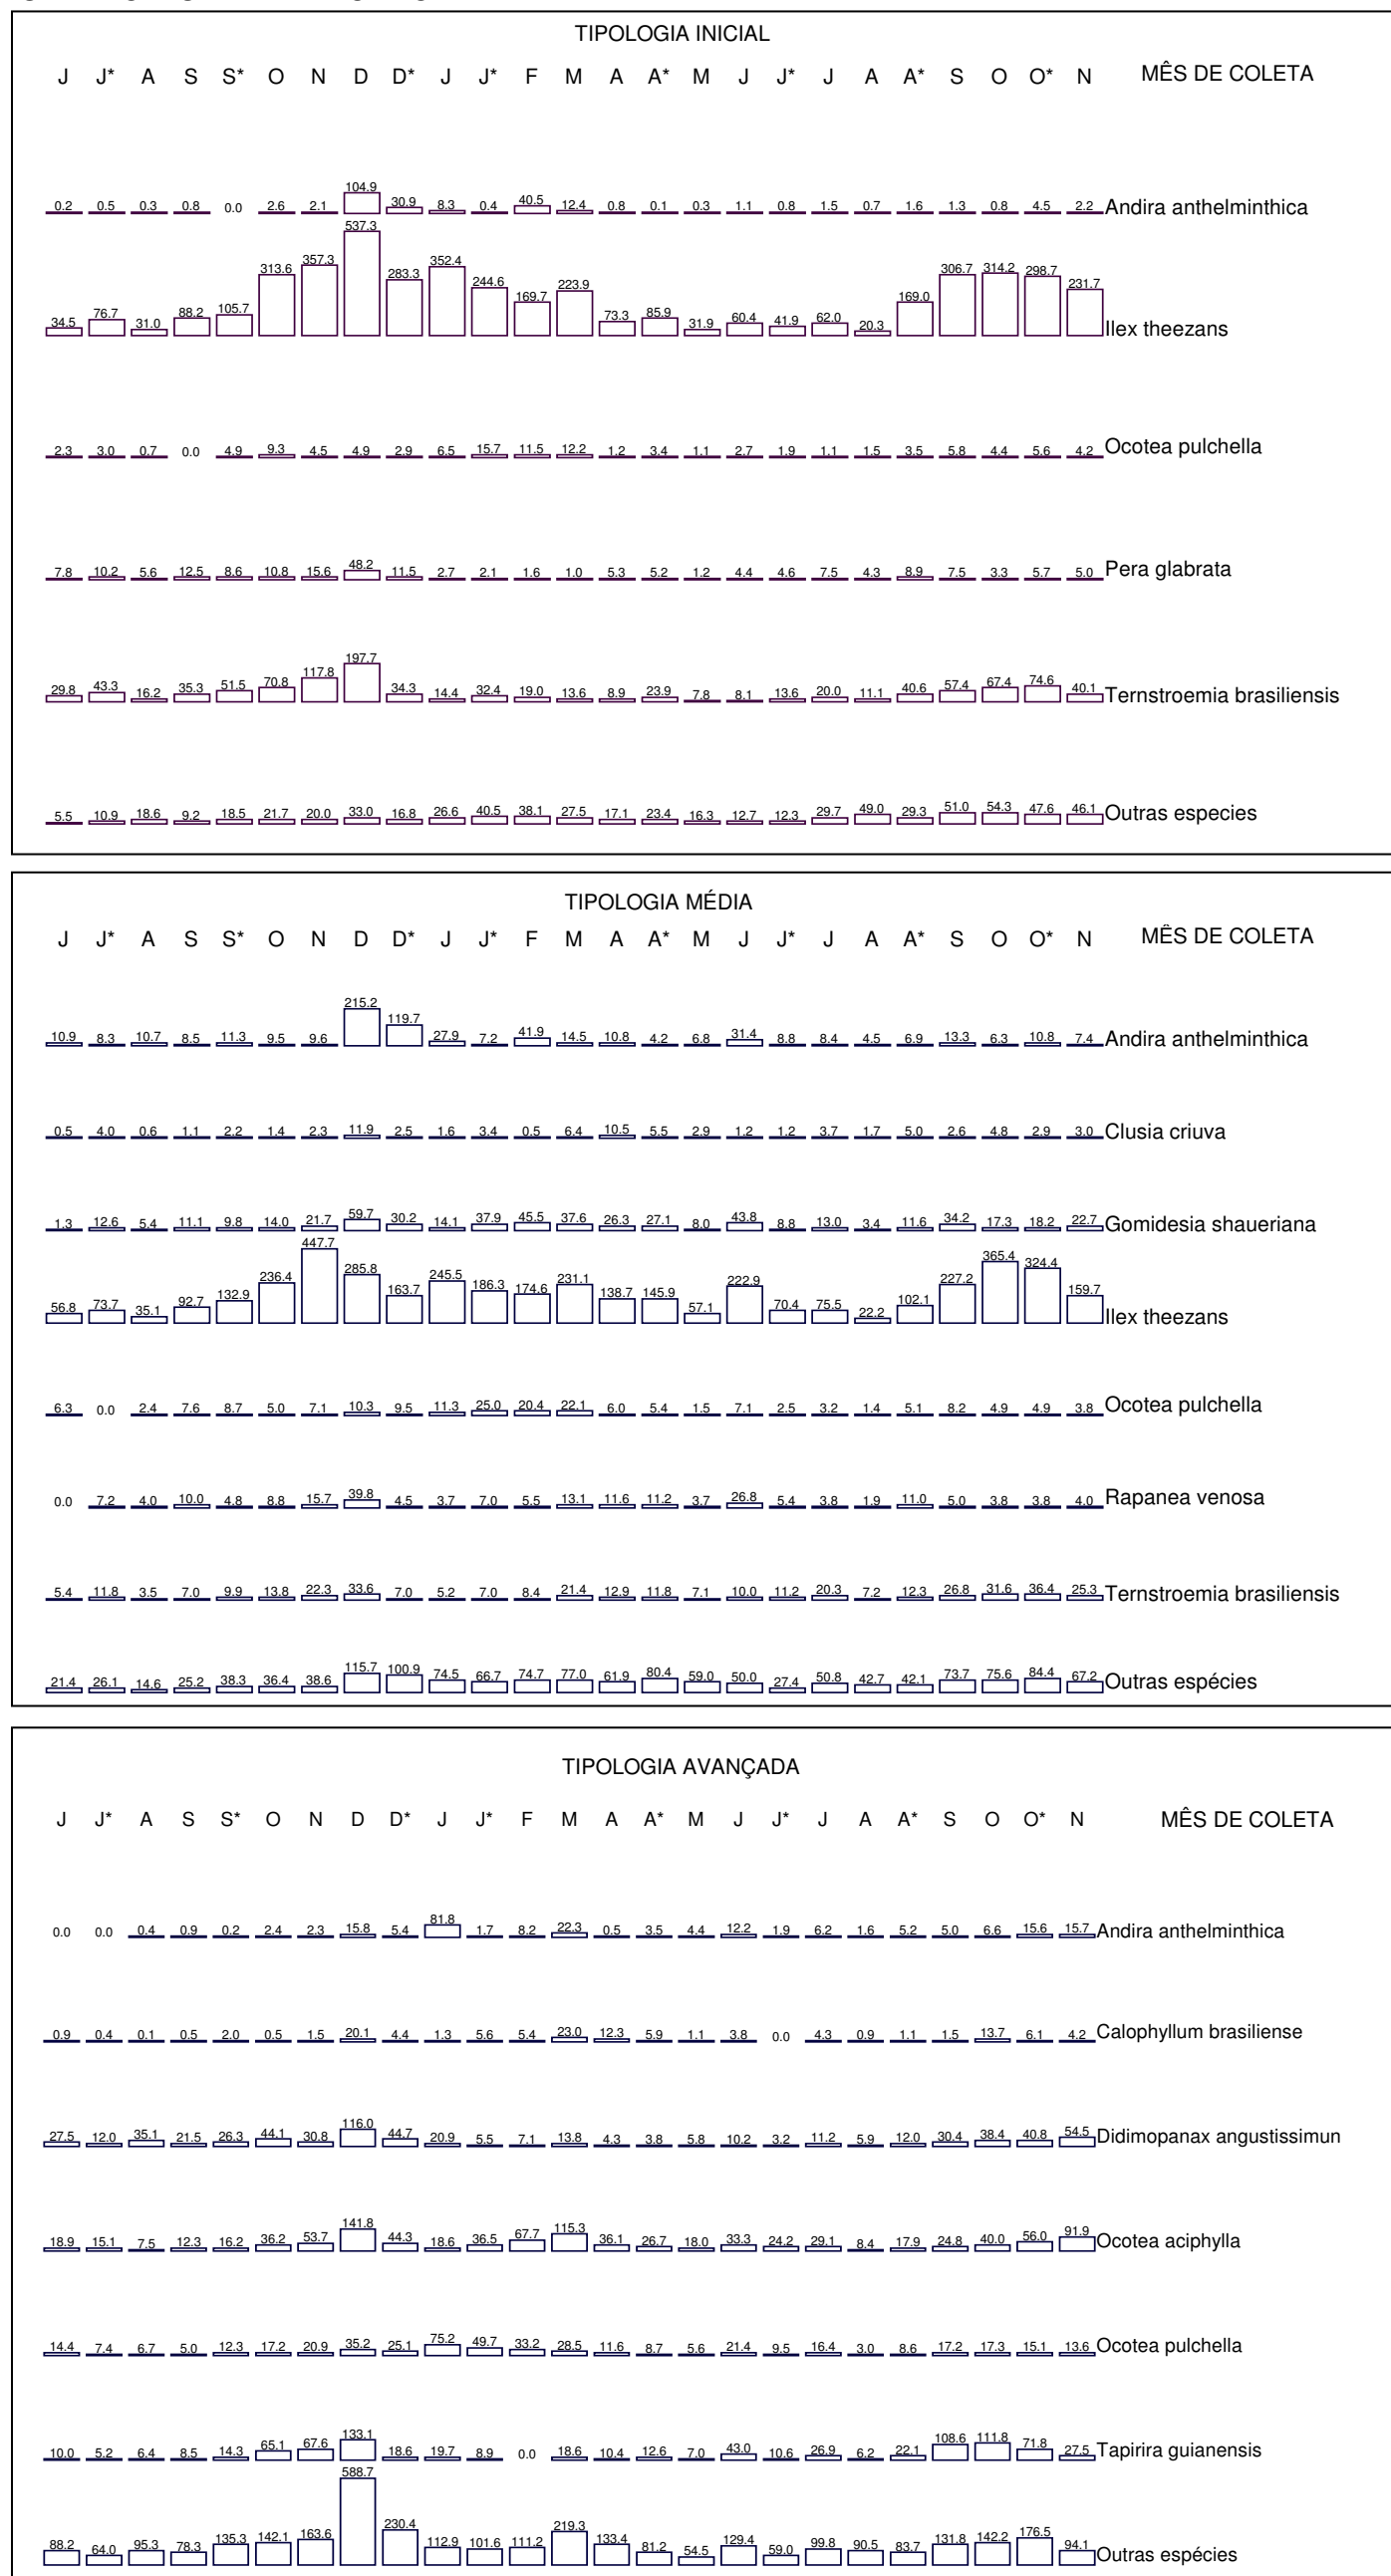 TIPOLOGIA INICIAL
J J* A S S* O N D D* J J* F M A A* M J J* J A A* S O O* N MÊS DE COLETA
0.2 0.5 0.3 0.8 0.0 2.6 2.1 104.9 30.9 8.3 0.4 40.5 12.4 0.8 0.1 0.3 1.1 0.8 1.5 0.7 1.6 1.3 0.8 4.5 2.2 Andira anthelminthica
34.5 76.7 31.0 88.2 105.7 313.6 357.3 537.3 283.3 352.4 244.6 169.7 223.9 73.3 85.9 31.9 60.4 41.9 62.0 20.3 169.0 306.7 314.2 298.7 231.7 Ilex theezans
2.3 3.0 0.7 0.0 4.9 9.3 4.5 4.9 2.9 6.5 15.7 11.5 12.2 1.2 3.4 1.1 2.7 1.9 1.1 1.5 3.5 5.8 4.4 5.6 4.2 Ocotea pulchella
7.8 10.2 5.6 12.5 8.6 10.8 15.6 48.2 11.5 2.7 2.1 1.6 1.0 5.3 5.2 1.2 4.4 4.6 7.5 4.3 8.9 7.5 3.3 5.7 5.0 Pera glabrata
29.8 43.3 16.2 35.3 51.5 70.8 117.8 197.7 34.3 14.4 32.4 19.0 13.6 8.9 23.9 7.8 8.1 13.6 20.0 11.1 40.6 57.4 67.4 74.6 40.1 Ternstroemia brasiliensis
5.5 10.9 18.6 9.2 18.5 21.7 20.0 33.0 16.8 26.6 40.5 38.1 27.5 17.1 23.4 16.3 12.7 12.3 29.7 49.0 29.3 51.0 54.3 47.6 46.1 Outras especies
TIPOLOGIA MÉDIA
J J* A S S* O N D D* J J* F M A A* M J J* J A A* S O O* N MÊS DE COLETA
10.9 8.3 10.7 8.5 11.3 9.5 9.6 215.2 119.7 27.9 7.2 41.9 14.5 10.8 4.2 6.8 31.4 8.8 8.4 4.5 6.9 13.3 6.3 10.8 7.4 Andira anthelminthica
0.5 4.0 0.6 1.1 2.2 1.4 2.3 11.9 2.5 1.6 3.4 0.5 6.4 10.5 5.5 2.9 1.2 1.2 3.7 1.7 5.0 2.6 4.8 2.9 3.0 Clusia criuva
1.3 12.6 5.4 11.1 9.8 14.0 21.7 59.7 30.2 14.1 37.9 45.5 37.6 26.3 27.1 8.0 43.8 8.8 13.0 3.4 11.6 34.2 17.3 18.2 22.7 Gomidesia shaueriana
56.8 73.7 35.1 92.7 132.9 236.4 447.7 285.8 163.7 245.5 186.3 174.6 231.1 138.7 145.9 57.1 222.9 70.4 75.5 22.2 102.1 227.2 365.4 324.4 159.7 Ilex theezans
6.3 0.0 2.4 7.6 8.7 5.0 7.1 10.3 9.5 11.3 25.0 20.4 22.1 6.0 5.4 1.5 7.1 2.5 3.2 1.4 5.1 8.2 4.9 4.9 3.8 Ocotea pulchella
0.0 7.2 4.0 10.0 4.8 8.8 15.7 39.8 4.5 3.7 7.0 5.5 13.1 11.6 11.2 3.7 26.8 5.4 3.8 1.9 11.0 5.0 3.8 3.8 4.0 Rapanea venosa
5.4 11.8 3.5 7.0 9.9 13.8 22.3 33.6 7.0 5.2 7.0 8.4 21.4 12.9 11.8 7.1 10.0 11.2 20.3 7.2 12.3 26.8 31.6 36.4 25.3 Ternstroemia brasiliensis
21.4 26.1 14.6 25.2 38.3 36.4 38.6 115.7 100.9 74.5 66.7 74.7 77.0 61.9 80.4 59.0 50.0 27.4 50.8 42.7 42.1 73.7 75.6 84.4 67.2 Outras espécies
TIPOLOGIA AVANÇADA
J J* A S S* O N D D* J J* F M A A* M J J* J A A* S O O* N MÊS DE COLETA
0.0 0.0 0.4 0.9 0.2 2.4 2.3 15.8 5.4 81.8 1.7 8.2 22.3 0.5 3.5 4.4 12.2 1.9 6.2 1.6 5.2 5.0 6.6 15.6 15.7 Andira anthelminthica
0.9 0.4 0.1 0.5 2.0 0.5 1.5 20.1 4.4 1.3 5.6 5.4 23.0 12.3 5.9 1.1 3.8 0.0 4.3 0.9 1.1 1.5 13.7 6.1 4.2 Calophyllum brasiliense
27.5 12.0 35.1 21.5 26.3 44.1 30.8 116.0 44.7 20.9 5.5 7.1 13.8 4.3 3.8 5.8 10.2 3.2 11.2 5.9 12.0 30.4 38.4 40.8 54.5 Didimopanax angustissimun
18.9 15.1 7.5 12.3 16.2 36.2 53.7 141.8 44.3 18.6 36.5 67.7 115.3 36.1 26.7 18.0 33.3 24.2 29.1 8.4 17.9 24.8 40.0 56.0 91.9 Ocotea aciphylla
14.4 7.4 6.7 5.0 12.3 17.2 20.9 35.2 25.1 75.2 49.7 33.2 28.5 11.6 8.7 5.6 21.4 9.5 16.4 3.0 8.6 17.2 17.3 15.1 13.6 Ocotea pulchella
10.0 5.2 6.4 8.5 14.3 65.1 67.6 133.1 18.6 19.7 8.9 0.0 18.6 10.4 12.6 7.0 43.0 10.6 26.9 6.2 22.1 108.6 111.8 71.8 27.5 Tapirira guianensis
88.2 64.0 95.3 78.3 135.3 142.1 163.6 588.7 230.4 112.9 101.6 111.2 219.3 133.4 81.2 54.5 129.4 59.0 99.8 90.5 83.7 131.8 142.2 176.5 94.1 Outras espécies